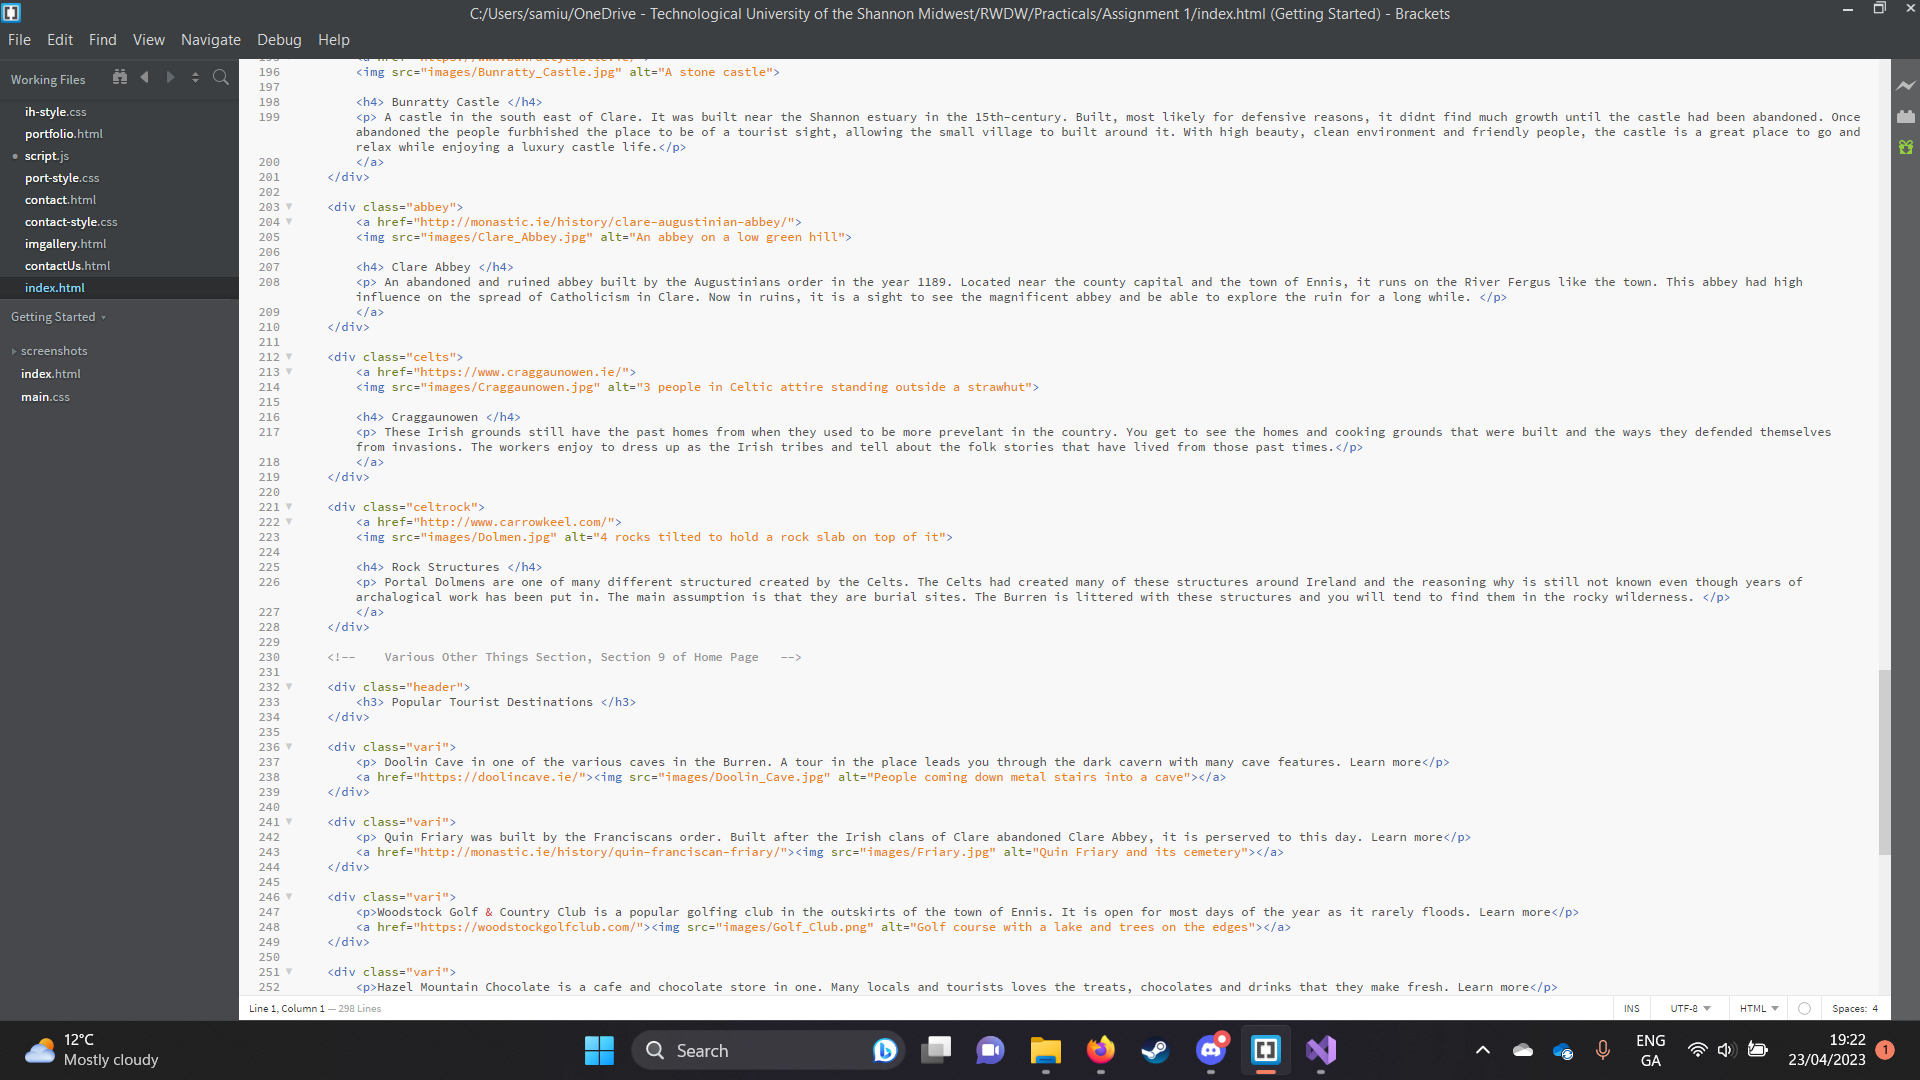 C:/Users/samiu/OneDrive - Technological University of the Shannon Midwest/RWDW/Practicals/Assignment 1/index.html (Getting Started) - Brackets
File Edit Find View Navigate Debug Help
Working Files
ih-style.css
portfolio.html
script.js
port-style.css
contact.html
contact-style.css
imgallery.html
contactUs.html
index.html
Getting Started
screenshots
index.html
main.css
196 <img src="images/Bunratty_Castle.jpg" alt="A stone castle">
197
198 <h4> Bunratty Castle </h4>
199 <p> A castle in the south east of Clare. It was built near the Shannon estuary in the 15th-century. Built, most likely for defensive reasons, it didnt find much growth until the castle had been abandoned. Once
abandoned the people furbhished the place to be of a tourist sight, allowing the small village to built around it. With high beauty, clean environment and friendly people, the castle is a great place to go and
relax while enjoying a luxury castle life.</p>
200 </a>
201 </div>
202
203 <div class="abbey">
204 <a href="http://monastic.ie/history/clare-augustinian-abbey/">
205 <img src="images/Clare_Abbey.jpg" alt="An abbey on a low green hill">
206
207 <h4> Clare Abbey </h4>
208 <p> An abandoned and ruined abbey built by the Augustinians order in the year 1189. Located near the county capital and the town of Ennis, it runs on the River Fergus like the town. This abbey had high
influence on the spread of Catholicism in Clare. Now in ruins, it is a sight to see the magnificent abbey and be able to explore the ruin for a long while. </p>
209 </a>
210 </div>
211
212 <div class="celts">
213 <a href="https://www.craggaunowen.ie/">
214 <img src="images/Craggaunowen.jpg" alt="3 people in Celtic attire standing outside a strawhut">
215
216 <h4> Craggaunowen </h4>
217 <p> These Irish grounds still have the past homes from when they used to be more prevelant in the country. You get to see the homes and cooking grounds that were built and the ways they defended themselves
from invasions. The workers enjoy to dress up as the Irish tribes and tell about the folk stories that have lived from those past times.</p>
218 </a>
219 </div>
220
221 <div class="celtrock">
222 <a href="http://www.carrowkeel.com/">
223 <img src="images/Dolmen.jpg" alt="4 rocks tilted to hold a rock slab on top of it">
224
225 <h4> Rock Structures </h4>
226 <p> Portal Dolmens are one of many different structured created by the Celts. The Celts had created many of these structures around Ireland and the reasoning why is still not known even though years of
archalogical work has been put in. The main assumption is that they are burial sites. The Burren is littered with these structures and you will tend to find them in the rocky wilderness. </p>
227 </a>
228 </div>
229
230 <!-- Various Other Things Section, Section 9 of Home Page -->
231
232 <div class="header">
233 <h3> Popular Tourist Destinations </h3>
234 </div>
235
236 <div class="vari">
237 <p> Doolin Cave in one of the various caves in the Burren. A tour in the place leads you through the dark cavern with many cave features. Learn more</p>
238 <a href="https://doolincave.ie/"><img src="images/Doolin_Cave.jpg" alt="People coming down metal stairs into a cave"></a>
239 </div>
240
241 <div class="vari">
242 <p> Quin Friary was built by the Franciscans order. Built after the Irish clans of Clare abandoned Clare Abbey, it is perserved to this day. Learn more</p>
243 <a href="http://monastic.ie/history/quin-franciscan-friary/"><img src="images/Friary.jpg" alt="Quin Friary and its cemetery"></a>
244 </div>
245
246 <div class="vari">
247 <p>Woodstock Golf & Country Club is a popular golfing club in the outskirts of the town of Ennis. It is open for most days of the year as it rarely floods. Learn more</p>
248 <a href="https://woodstockgolfclub.com/"><img src="images/Golf_Club.png" alt="Golf course with a lake and trees on the edges"></a>
249 </div>
250
251 <div class="vari">
252 <p>Hazel Mountain Chocolate is a cafe and chocolate store in one. Many locals and tourists loves the treats, chocolates and drinks that they make fresh. Learn more</p>
Line 1, Column 1 — 298 Lines
INS UTF-8 HTML Spaces: 4
12°C
Mostly cloudy
Search
ENG
GA
19:22
23/04/2023
1